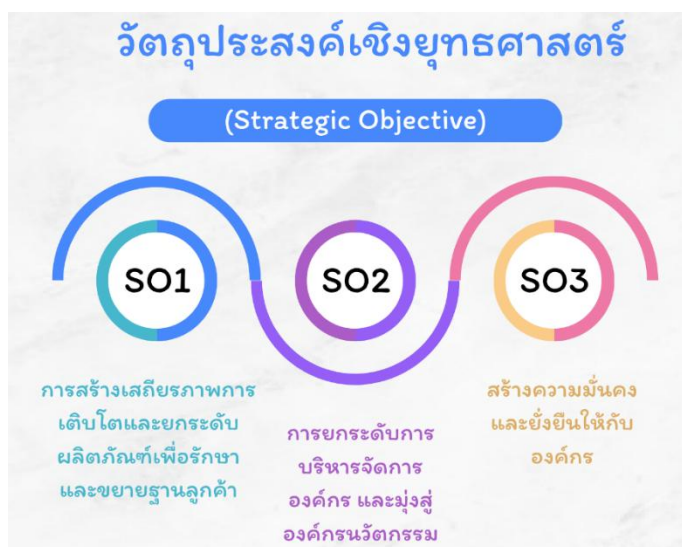 วัตถุประสงค์เชิงยุทธศาสตร์
(Strategic Objective)
SO1
SO2
SO3
การสร้างเสถียรภาพการ
เติบโตและยกระดับ
ผลิตภัณฑ์เพื่อรักษา
และขยายฐานลูกค้า
การยกระดับการ
บริหารจัดการ
องค์กร และมุ่งสู่
องค์กรนวัตกรรม
สร้างความมั่นคง
และยั่งยืนให้กับ
องค์กร